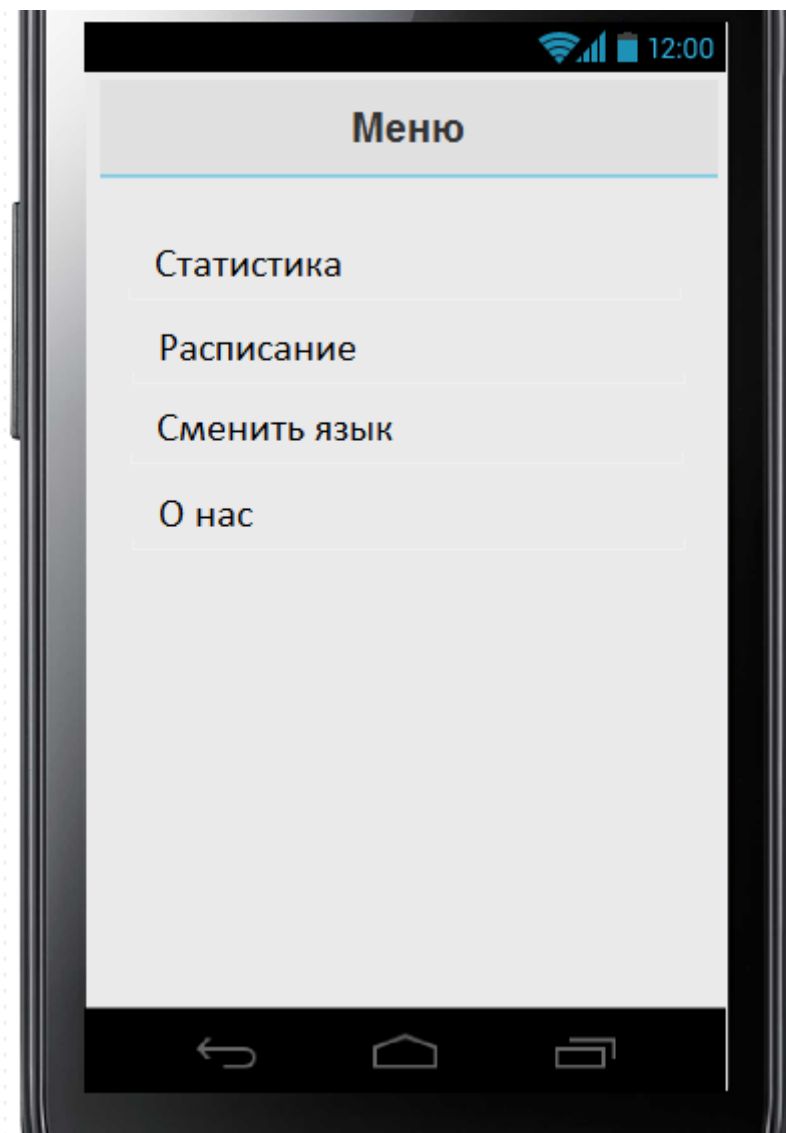 12:00
Меню
Статистика
Расписание
Сменить язык
О нас